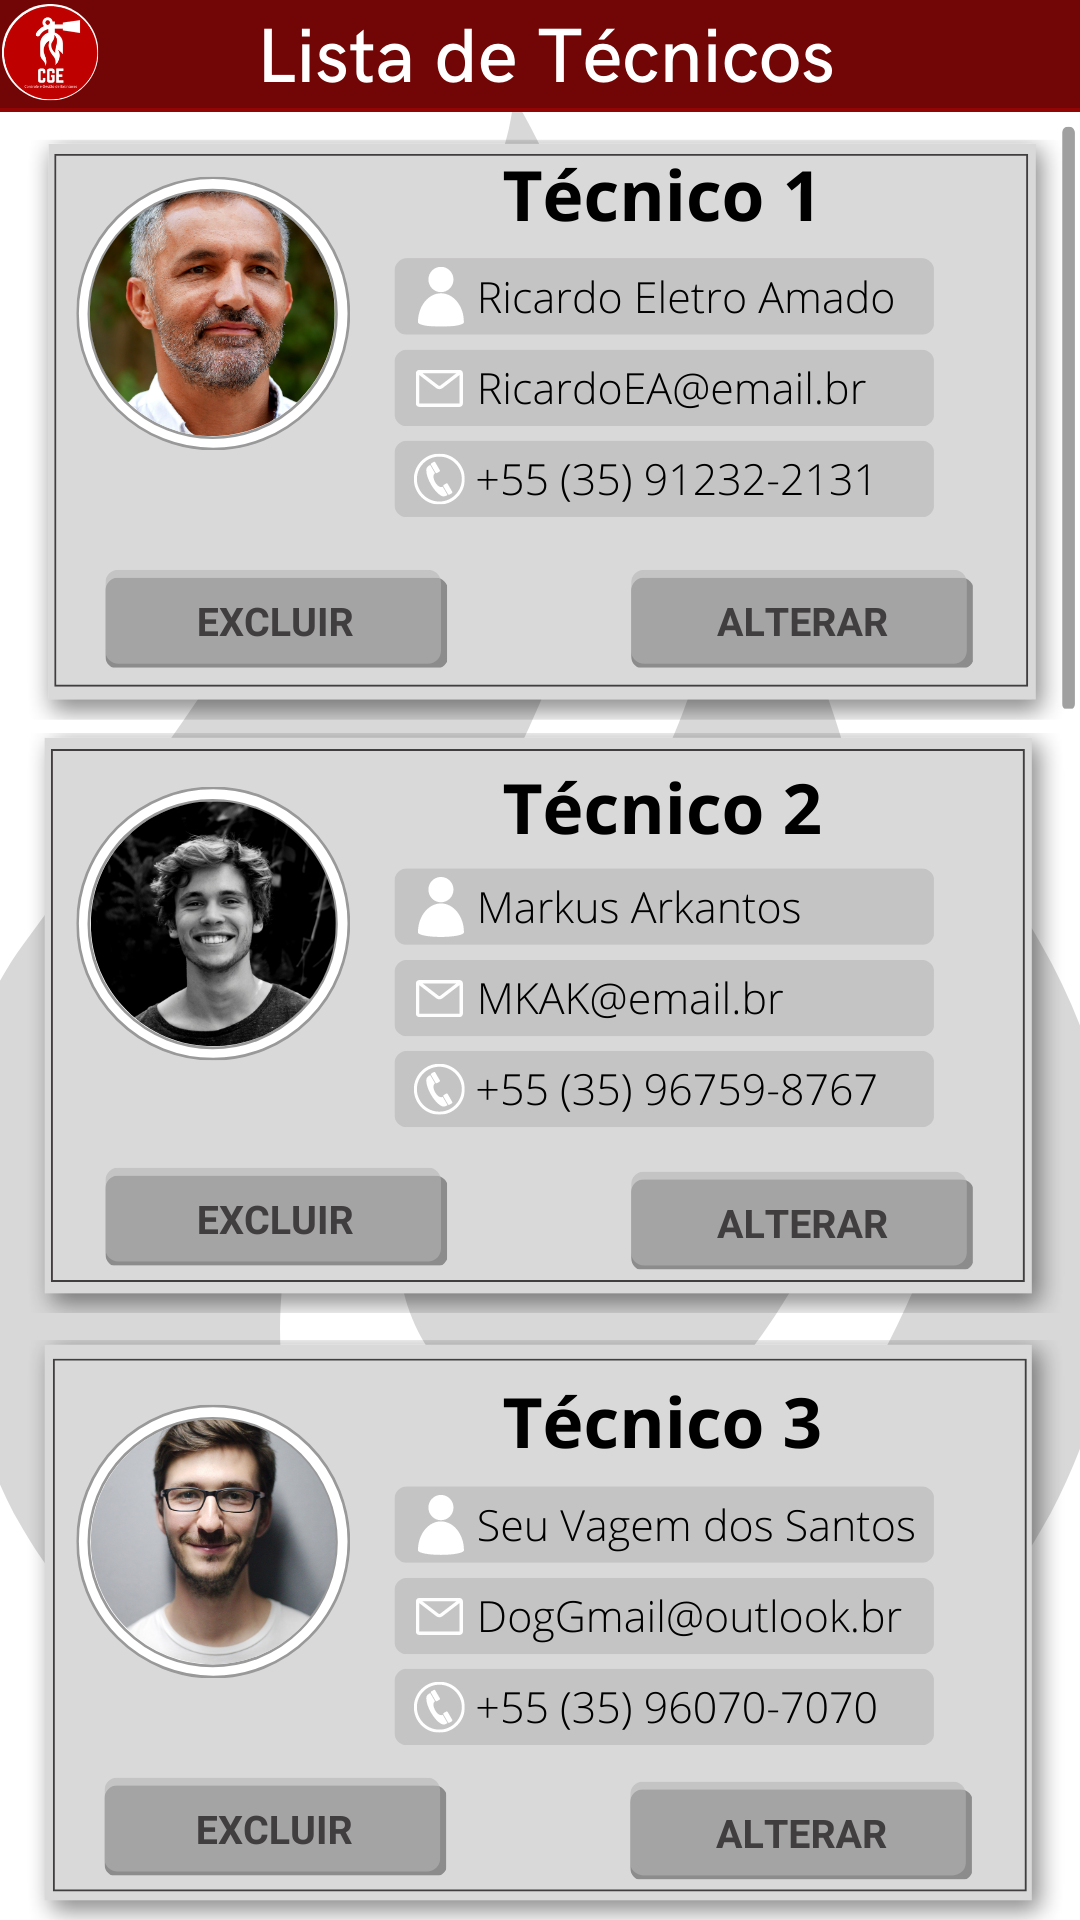 CGE
Lista de Técnicos
Técnico 1
Ricardo Eletro Amado
RicardoEA@email.br
+55 (35) 91232-2131
EXCLUIR
ALTERAR
Técnico 2
Markus Arkantos
MKAK@email.br
+55 (35) 96759-8767
EXCLUIR
ALTERAR
Técnico 3
Seu Vagem dos Santos
DogGmail@outlook.br
+55 (35) 96070-7070
EXCLUIR
ALTERAR